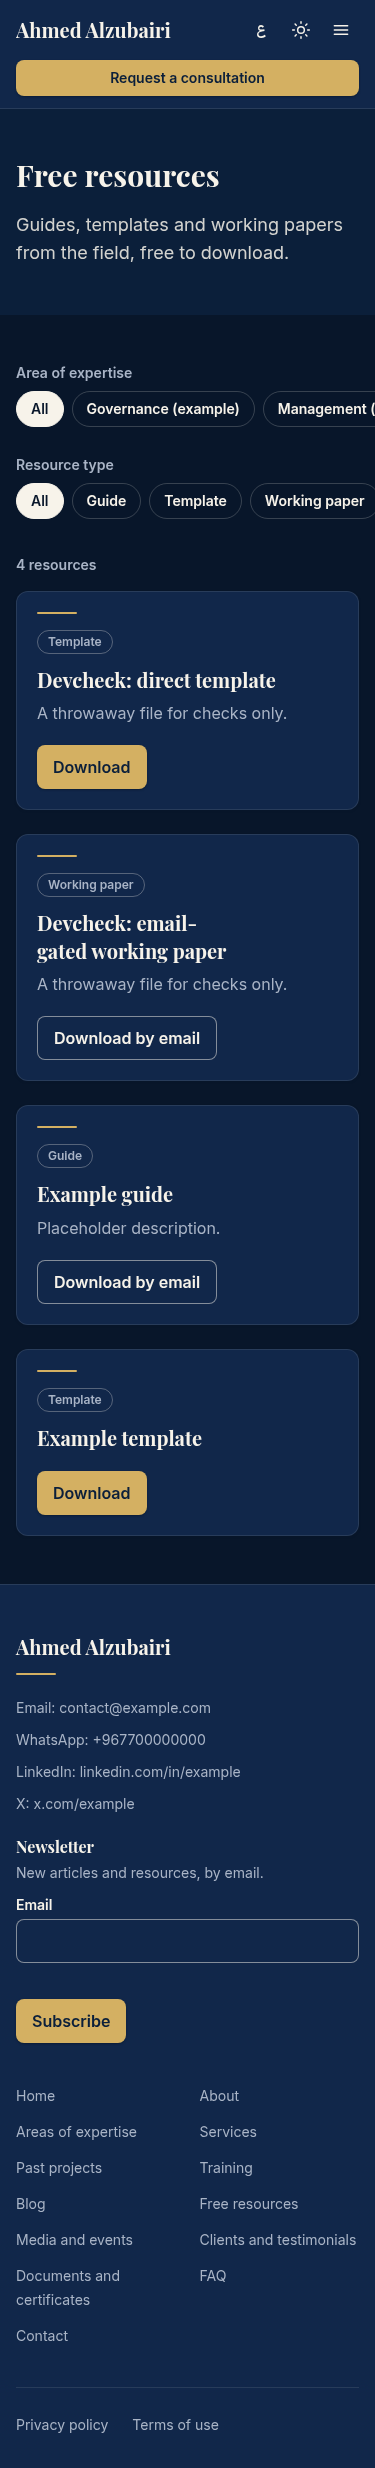 Ahmed Alzubairi ع
Request a consultation
Free resources
Guides, templates and working papers
from the field, free to download.
Area of expertise
All Governance (example) Management (
Resource type
All Guide Template Working paper
4 resources
Template
Devcheck: direct template
A throwaway file for checks only.
Download
Working paper
Devcheck: email-
gated working paper
A throwaway file for checks only.
Download by email
Guide
Example guide
Placeholder description.
Download by email
Template
Example template
Download
Ahmed Alzubairi
Email: contact@example.com
WhatsApp: +967700000000
LinkedIn: linkedin.com/in/example
X: x.com/example
Newsletter
New articles and resources, by email.
Email
Subscribe
Home About
Areas of expertise Services
Past projects Training
Blog Free resources
Media and events Clients and testimonials
Documents and FAQ
certificates
Contact
Privacy policy Terms of use